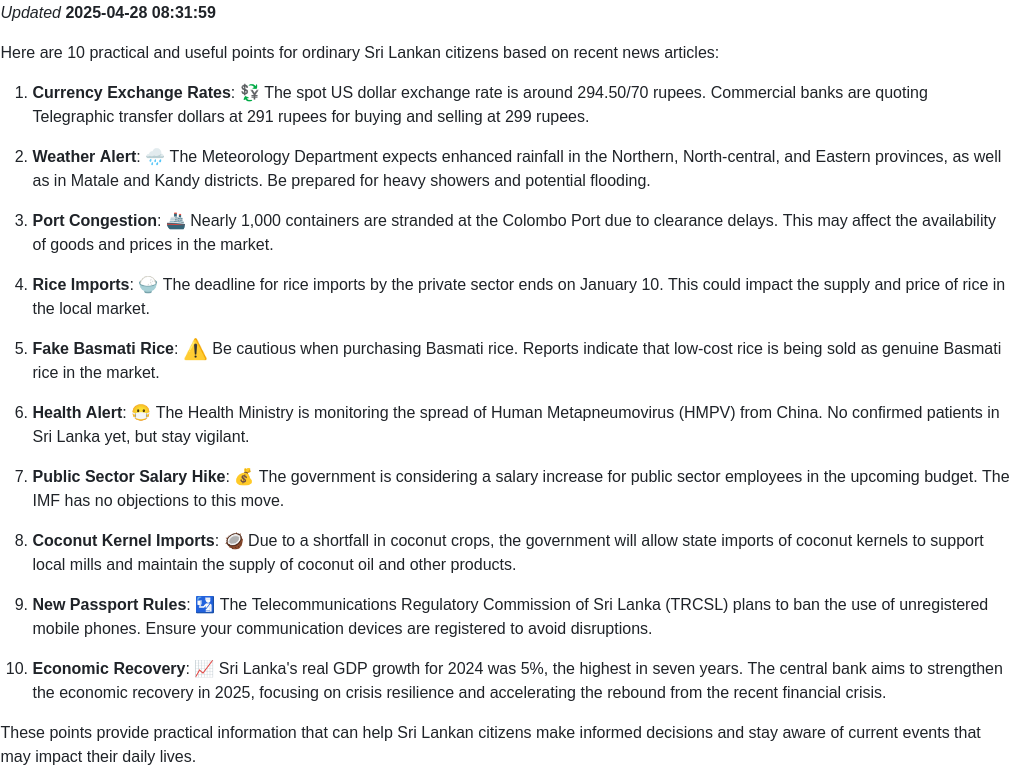 Updated 2025-04-28 08:31:59
Here are 10 practical and useful points for ordinary Sri Lankan citizens based on recent news articles:
1. Currency Exchange Rates: 💱 The spot US dollar exchange rate is around 294.50/70 rupees. Commercial banks are quoting
Telegraphic transfer dollars at 291 rupees for buying and selling at 299 rupees.
2. Weather Alert: 🌧️ The Meteorology Department expects enhanced rainfall in the Northern, North-central, and Eastern provinces, as well
as in Matale and Kandy districts. Be prepared for heavy showers and potential flooding.
3. Port Congestion: 🚢 Nearly 1,000 containers are stranded at the Colombo Port due to clearance delays. This may affect the availability
of goods and prices in the market.
4. Rice Imports: 🍚 The deadline for rice imports by the private sector ends on January 10. This could impact the supply and price of rice in
the local market.
5. Fake Basmati Rice: ⚠️ Be cautious when purchasing Basmati rice. Reports indicate that low-cost rice is being sold as genuine Basmati
rice in the market.
6. Health Alert: 😷 The Health Ministry is monitoring the spread of Human Metapneumovirus (HMPV) from China. No confirmed patients in
Sri Lanka yet, but stay vigilant.
7. Public Sector Salary Hike: 💰 The government is considering a salary increase for public sector employees in the upcoming budget. The
IMF has no objections to this move.
8. Coconut Kernel Imports: 🥥 Due to a shortfall in coconut crops, the government will allow state imports of coconut kernels to support
local mills and maintain the supply of coconut oil and other products.
9. New Passport Rules: 🛂 The Telecommunications Regulatory Commission of Sri Lanka (TRCSL) plans to ban the use of unregistered
mobile phones. Ensure your communication devices are registered to avoid disruptions.
10. Economic Recovery: 📈 Sri Lanka's real GDP growth for 2024 was 5%, the highest in seven years. The central bank aims to strengthen
the economic recovery in 2025, focusing on crisis resilience and accelerating the rebound from the recent financial crisis.
These points provide practical information that can help Sri Lankan citizens make informed decisions and stay aware of current events that
may impact their daily lives.